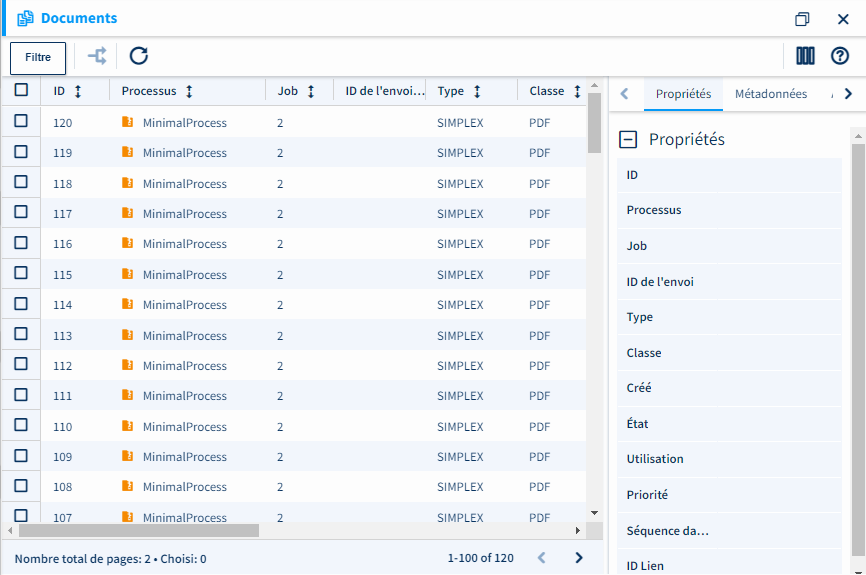 Documents
Filtre
ID Processus Job ID de l'envoi... Type Classe
120 MinimalProcess 2 SIMPLEX PDF
119 MinimalProcess 2 SIMPLEX PDF
118 MinimalProcess 2 SIMPLEX PDF
117 MinimalProcess 2 SIMPLEX PDF
116 MinimalProcess 2 SIMPLEX PDF
115 MinimalProcess 2 SIMPLEX PDF
114 MinimalProcess 2 SIMPLEX PDF
113 MinimalProcess 2 SIMPLEX PDF
112 MinimalProcess 2 SIMPLEX PDF
111 MinimalProcess 2 SIMPLEX PDF
110 MinimalProcess 2 SIMPLEX PDF
109 MinimalProcess 2 SIMPLEX PDF
108 MinimalProcess 2 SIMPLEX PDF
107 MinimalProcess 2 SIMPLEX PDF
Nombre total de pages: 2 • Choisi: 0
1-100 of 120
Propriétés Métadonnées
Propriétés
ID
Processus
Job
ID de l'envoi
Type
Classe
Créé
État
Utilisation
Priorité
Séquence da...
ID Lien